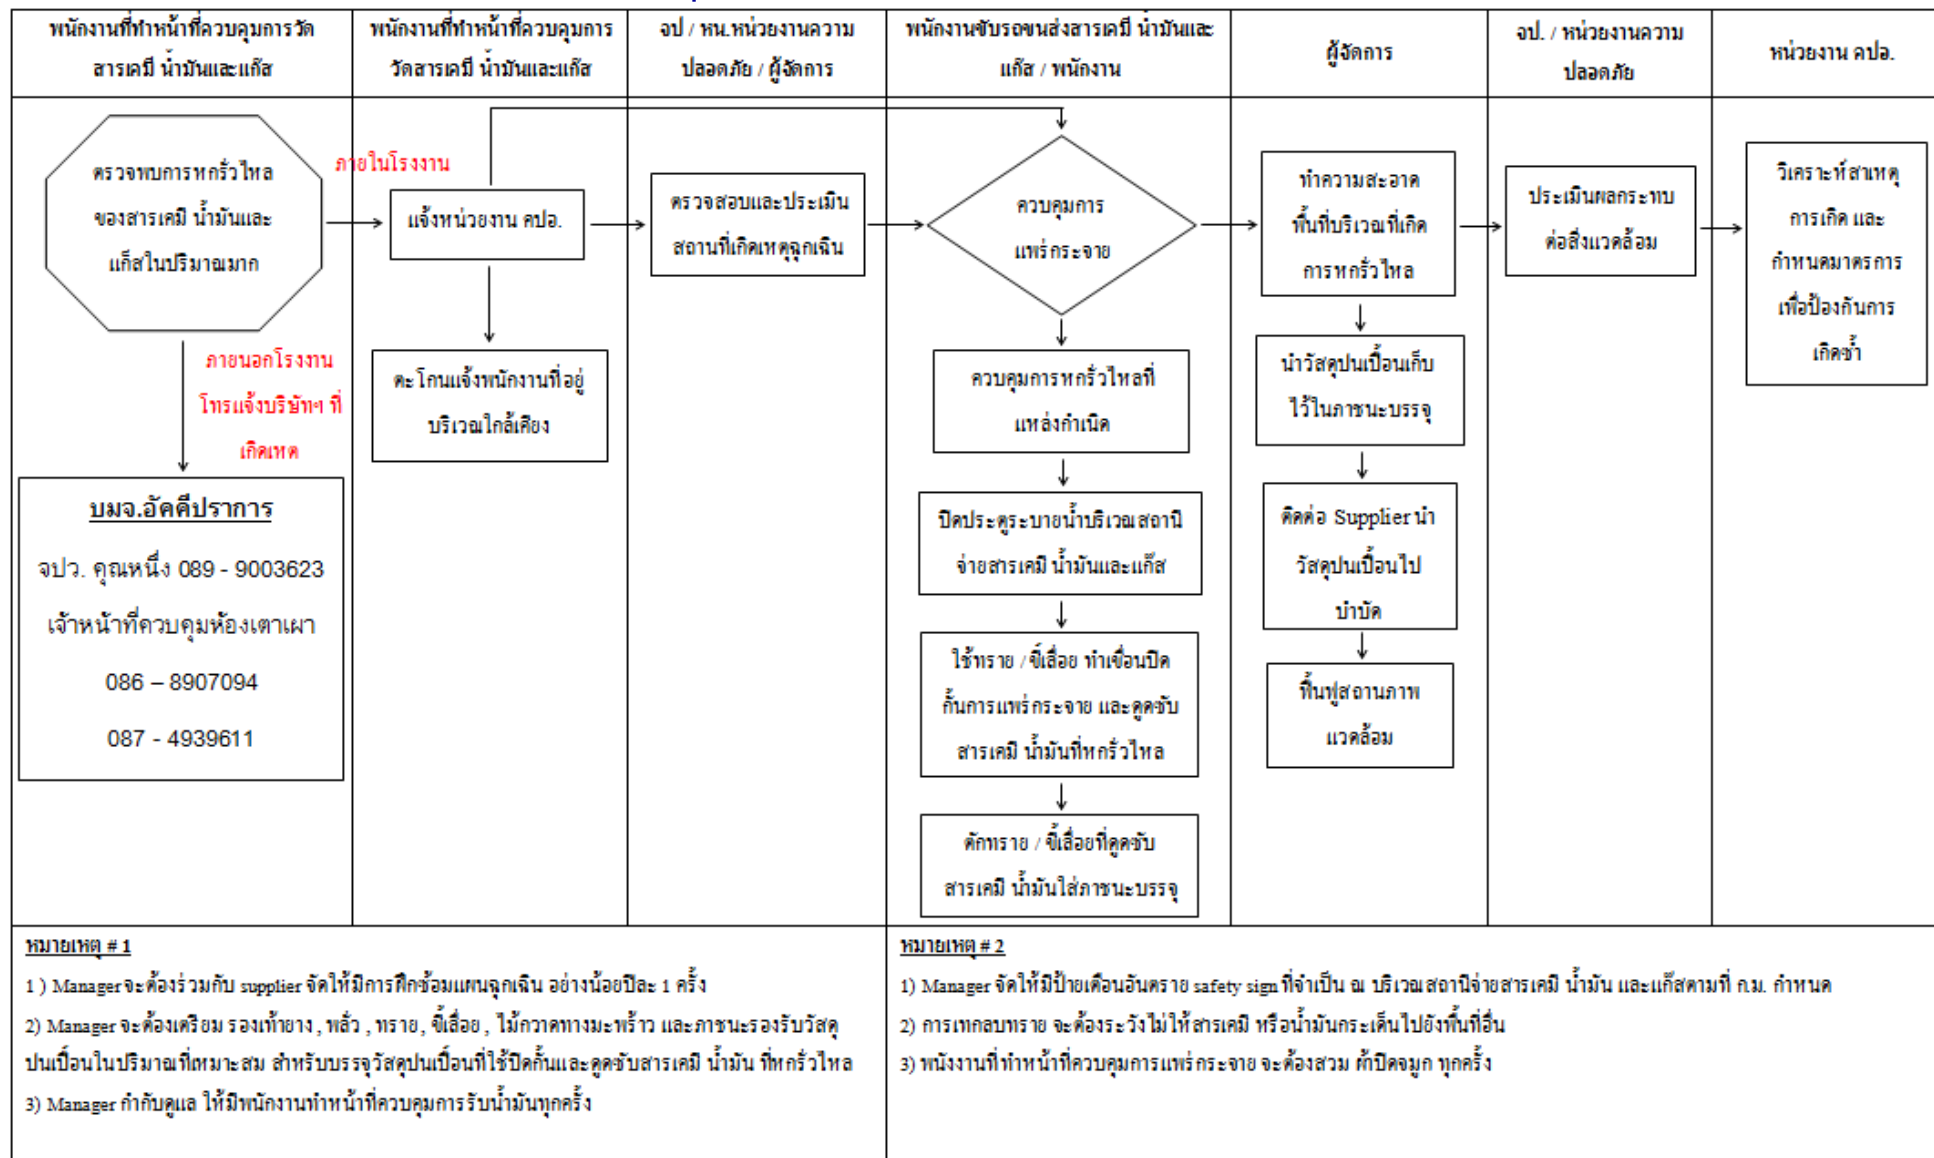 พนักงานที่ทำหน้าที่ควบคุมการวัด
สารเคมี น้ำมันและแก๊ส
พนักงานที่ทำหน้าที่ควบคุมการ
วัดสารเคมี น้ำมันและแก๊ส
จป / หน.หน่วยงานความ
ปลอดภัย / ผู้จัดการ
พนักงานขับรถขนส่งสารเคมี น้ำมันและ
แก๊ส / พนักงาน
ผู้จัดการ
จป. / หน่วยงานความ
ปลอดภัย
หน่วยงาน คปอ.
ตรวจพบการหกรั่วไหล
ของสารเคมี น้ำมันและ
แก๊สในปริมาณมาก
ภายในโรงงาน
ภายนอกโรงงาน
โทรแจ้งบริษัทฯ ที่
เกิดเหต
บมจ.อัคคีปราการ
จปว. คุณหนึ่ง 089 - 9003623
เจ้าหน้าที่ควบคุมห้องเตาเผา
086 – 8907094
087 - 4939611
แจ้งหน่วยงาน คปอ.
ตะโกนแจ้งพนักงานที่อยู่
บริเวณใกล้เคียง
ตรวจสอบและประเมิน
สถานที่เกิดเหตุฉุกเฉิน
ควบคุมการ
แพร่กระจาย
ควบคุมการหกรั่วไหลที่
แหล่งกำเนิด
ปิดประตูระบายน้ำบริเวณสถานี
จ่ายสารเคมี น้ำมันและแก๊ส
ใช้ทราย / ขี้เลื่อย ทำเขื่อนปิด
กั้นการแพร่กระจาย และดูดซับ
สารเคมี น้ำมันที่หกรั่วไหล
ตักทราย / ขี้เลื่อยที่ดูดซับ
สารเคมี น้ำมันใส่ภาชนะบรรจุ
ทำความสะอาด
พื้นที่บริเวณที่เกิด
การหกรั่วไหล
นำวัสดุปนเปื้อนเก็บ
ไว้ในภาชนะบรรจุ
ติดต่อ Supplier นำ
วัสดุปนเปื้อนไป
บำบัด
ฟื้นฟูสถานภาพ
แวดล้อม
ประเมินผลกระทบ
ต่อสิ่งแวดล้อม
วิเคราะห์สาเหตุ
การเกิด และ
กำหนดมาตรการ
เพื่อป้องกันการ
เกิดซ้ำ
หมายเหตุ # 1
1 ) Manager จะต้องร่วมกับ supplier จัดให้มีการฝึกซ้อมแผนฉุกเฉิน อย่างน้อยปีละ 1 ครั้ง
2) Manager จะต้องเตรียม รองเท้ายาง , พลั่ว , ทราย , ขี้เลื่อย , ไม้กวาดทางมะพร้าว และภาชนะรองรับวัสดุ
ปนเปื้อนในปริมาณที่เหมาะสม สำหรับบรรจุวัสดุปนเปื้อนที่ใช้ปิดกั้นและดูดซับสารเคมี น้ำมัน ที่หกรั่วไหล
3) Manager กำกับดูแล ให้มีพนักงานทำหน้าที่ควบคุมการรับน้ำมันทุกครั้ง
หมายเหตุ # 2
1) Manager จัดให้มีป้ายเตือนอันตราย safety sign ที่จำเป็น ณ บริเวณสถานีจ่ายสารเคมี น้ำมัน และแก๊สตามที่ ก.ม. กำหนด
2) การเทกลบทราย จะต้องระวังไม่ให้สารเคมี หรือน้ำมันกระเด็นไปยังพื้นที่อื่น
3) พนังงานที่ทำหน้าที่ควบคุมการแพร่กระจาย จะต้องสวม ผ้าปิดจมูก ทุกครั้ง